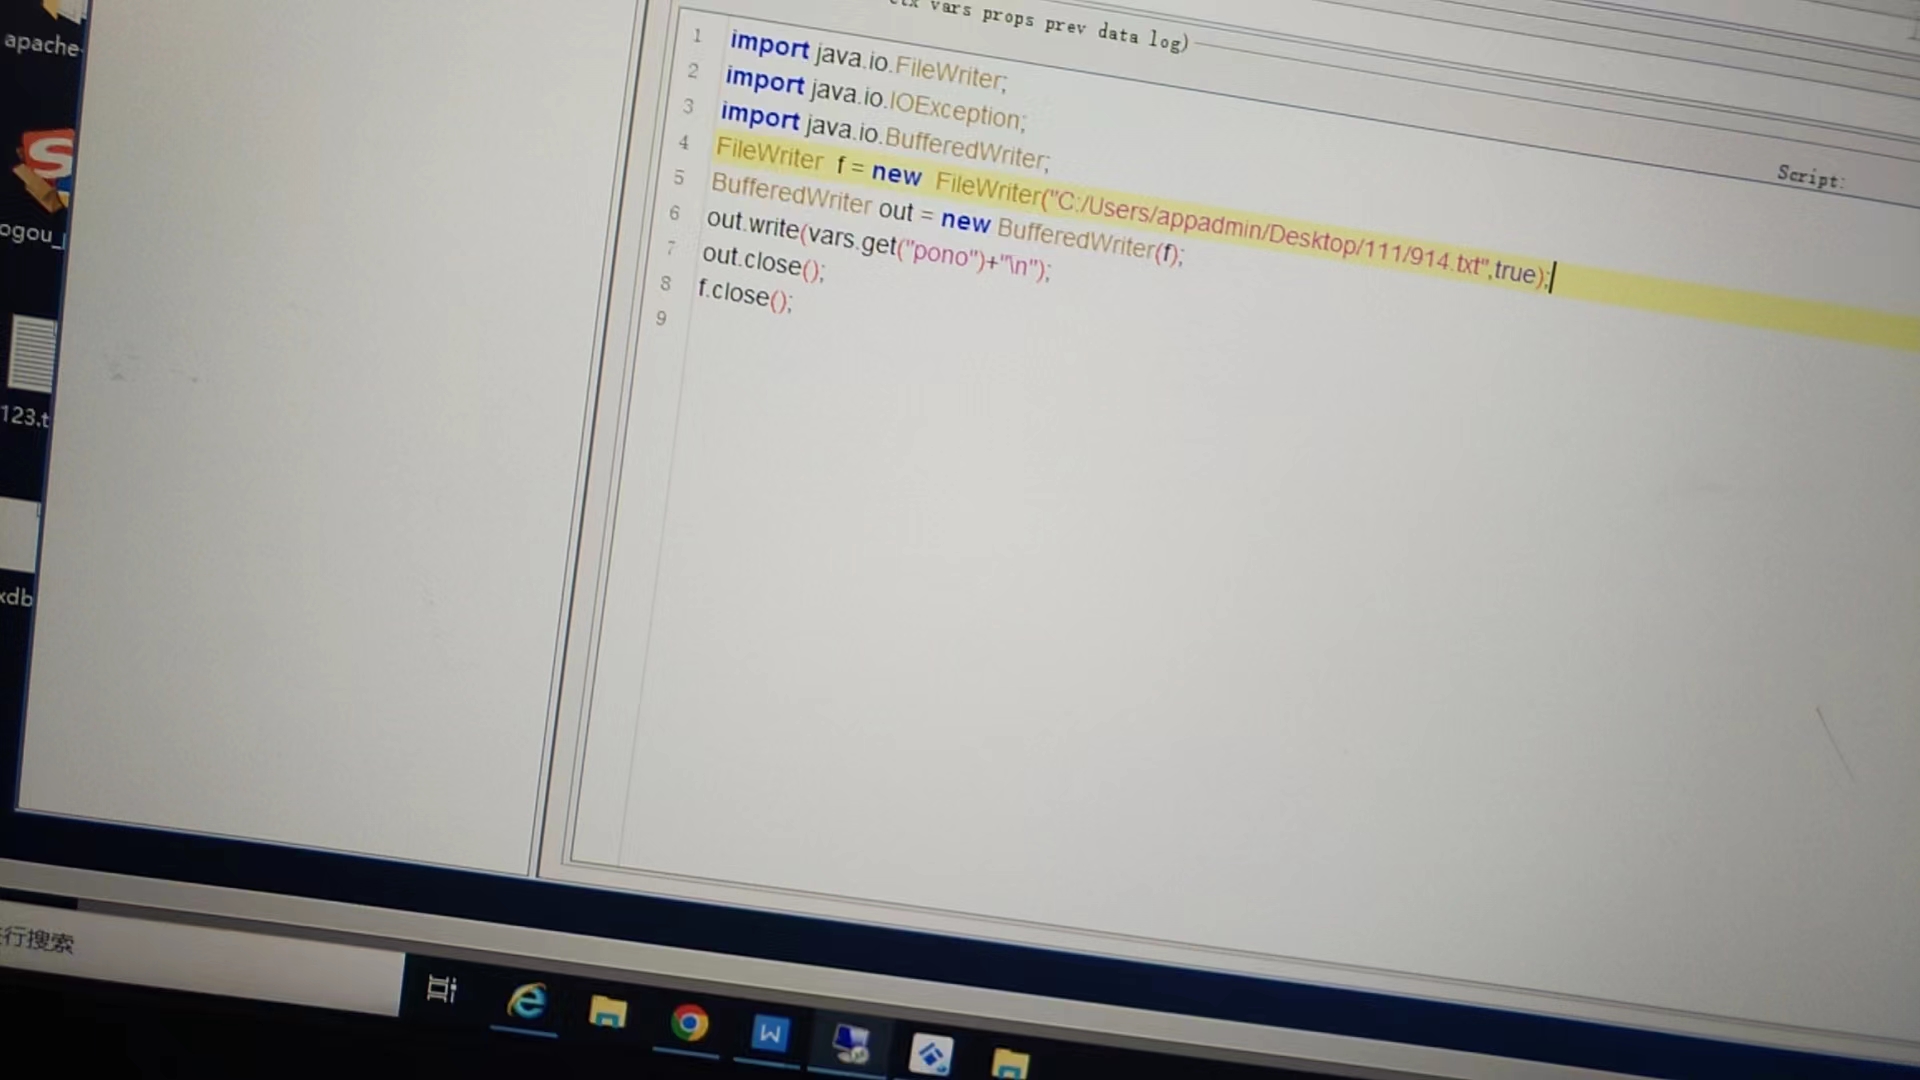 vars props prev data log)
Script:
1 import java.io.FileWriter;
2 import java.io.IOException;
3 import java.io.BufferedWriter;
4 FileWriter  f = new  FileWriter("C:/Users/appadmin/Desktop/111/914.txt",true);
5 BufferedWriter out = new BufferedWriter(f);
6 out.write(vars.get("pono")+"\n");
7 out.close();
8 f.close();
9
apache-
ogou_
123.t
xdb
行搜索